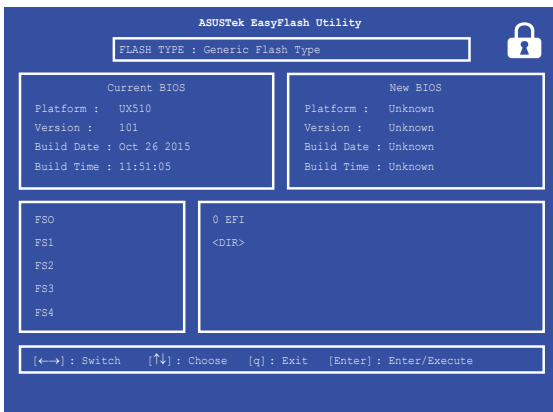 ASUSTek EasyFlash Utility
FLASH TYPE : Generic Flash Type
Current BIOS
Platform : UX510
Version : 101
Build Date : Oct 26 2015
Build Time : 11:51:05
New BIOS
Platform : Unknown
Version : Unknown
Build Date : Unknown
Build Time : Unknown
FS0
FS1
FS2
FS3
FS4
0 EFI
<DIR>
[←→] : Switch [↑↓] : Choose [q] : Exit [Enter] : Enter/Execute